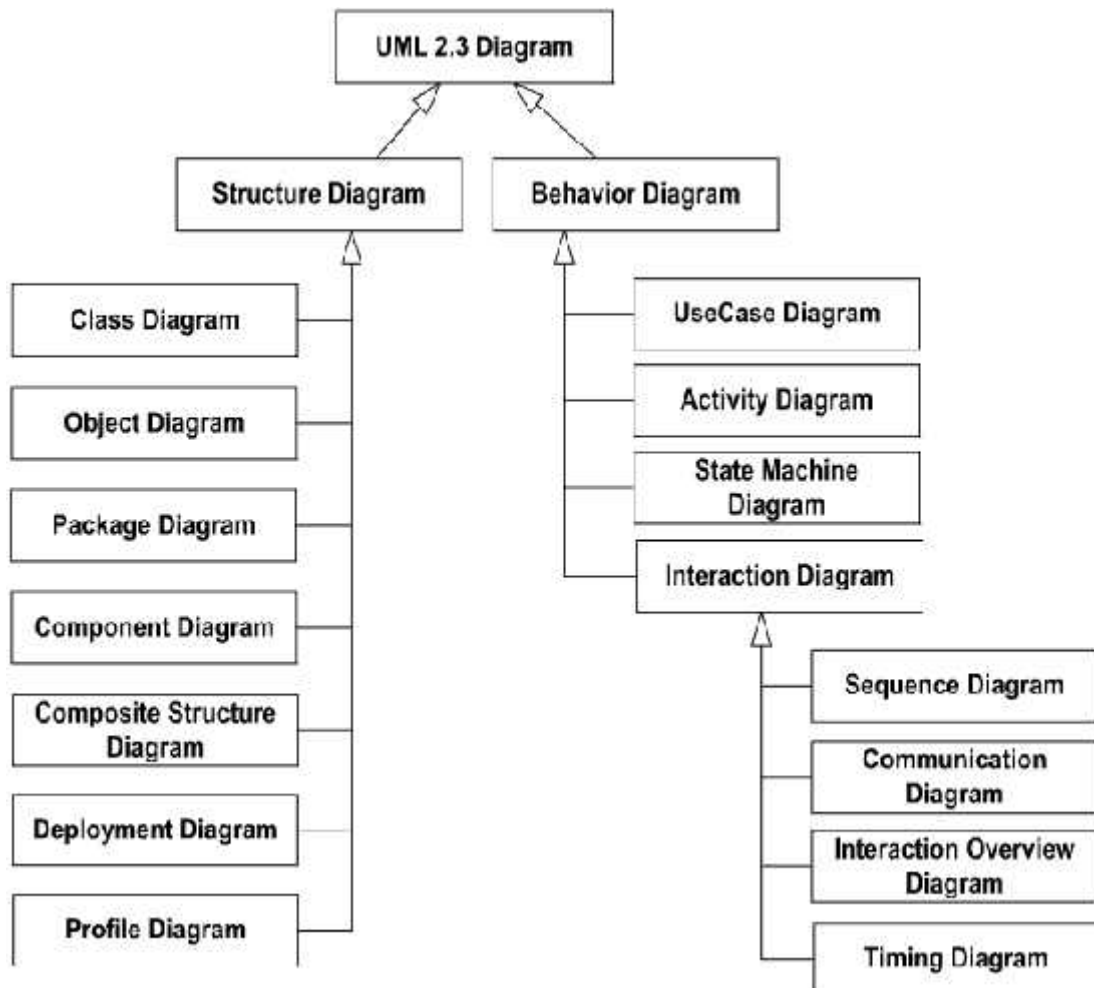 UML 2.3 Diagram
Structure Diagram
Behavior Diagram
Class Diagram
Object Diagram
Package Diagram
Component Diagram
Composite Structure
Diagram
Deployment Diagram
Profile Diagram
UseCase Diagram
Activity Diagram
State Machine
Diagram
Interaction Diagram
Sequence Diagram
Communication
Diagram
Interaction Overview
Diagram
Timing Diagram